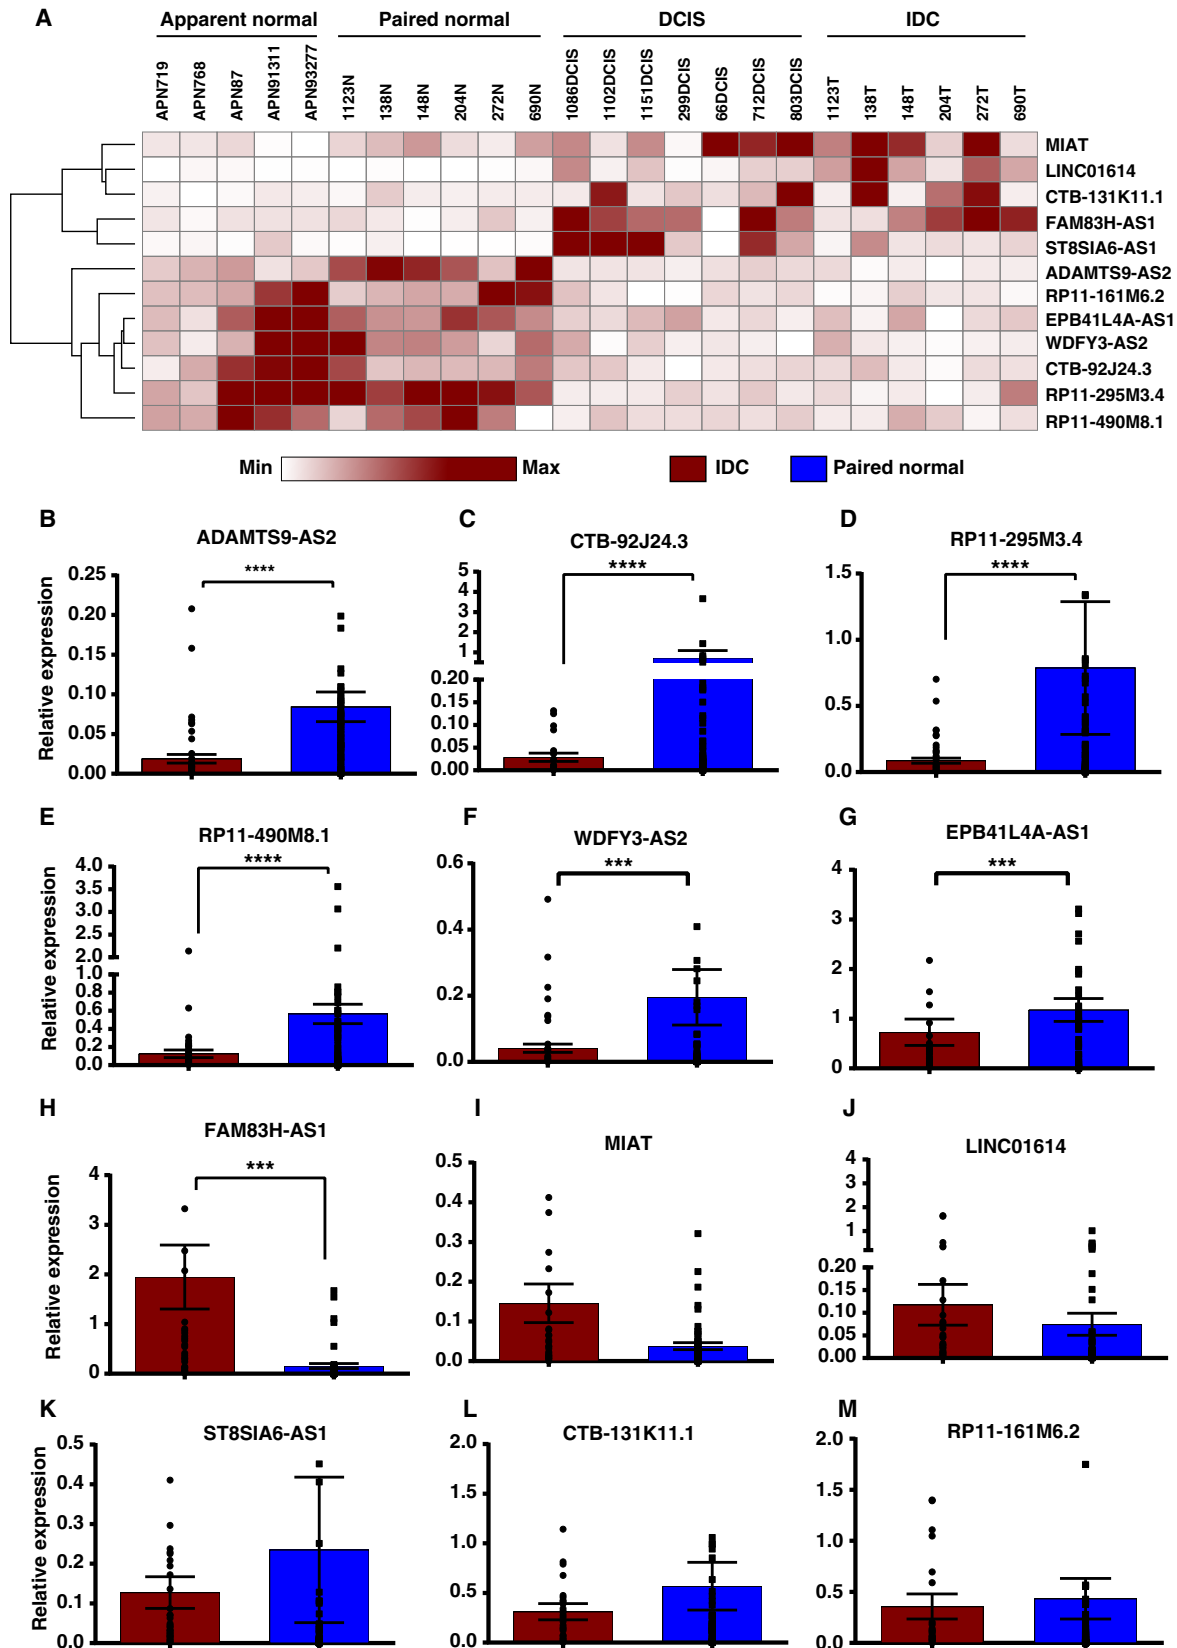 A
Apparent normal Paired normal DCIS IDC
APN719 APN768 APN87 APN91311 APN93277 1123N 138N 148N 204N 272N 690N 1086DCIS 1102DCIS 1151DCIS 299DCIS 66DCIS 712DCIS 803DCIS 1123T 138T 148T 204T 272T 690T
MIAT
LINC01614
CTB-131K11.1
FAM83H-AS1
ST8SIA6-AS1
ADAMTS9-AS2
RP11-161M6.2
EPB41L4A-AS1
WDFY3-AS2
CTB-92J24.3
RP11-295M3.4
RP11-490M8.1
Min Max IDC Paired normal
B
ADAMTS9-AS2
****
Relative expression
0.25
0.20
0.15
0.10
0.05
0.00
C
CTB-92J24.3
****
5
4
3
2
1
0.20
0.15
0.10
0.05
0.00
D
RP11-295M3.4
****
1.5
1.0
0.5
0.0
E
RP11-490M8.1
****
Relative expression
4.0
3.5
3.0
2.5
2.0
1.0
0.8
0.6
0.4
0.2
0.0
F
WDFY3-AS2
***
0.6
0.4
0.2
0.0
G
EPB41L4A-AS1
***
4
3
2
1
0
H
FAM83H-AS1
***
Relative expression
4
3
2
1
0
I
MIAT
0.5
0.4
0.3
0.2
0.1
0.0
J
LINC01614
4
3
2
1
0.20
0.15
0.10
0.05
0.00
K
ST8SIA6-AS1
Relative expression
0.5
0.4
0.3
0.2
0.1
0.0
L
CTB-131K11.1
2.0
1.5
1.0
0.5
0.0
M
RP11-161M6.2
2.0
1.5
1.0
0.5
0.0